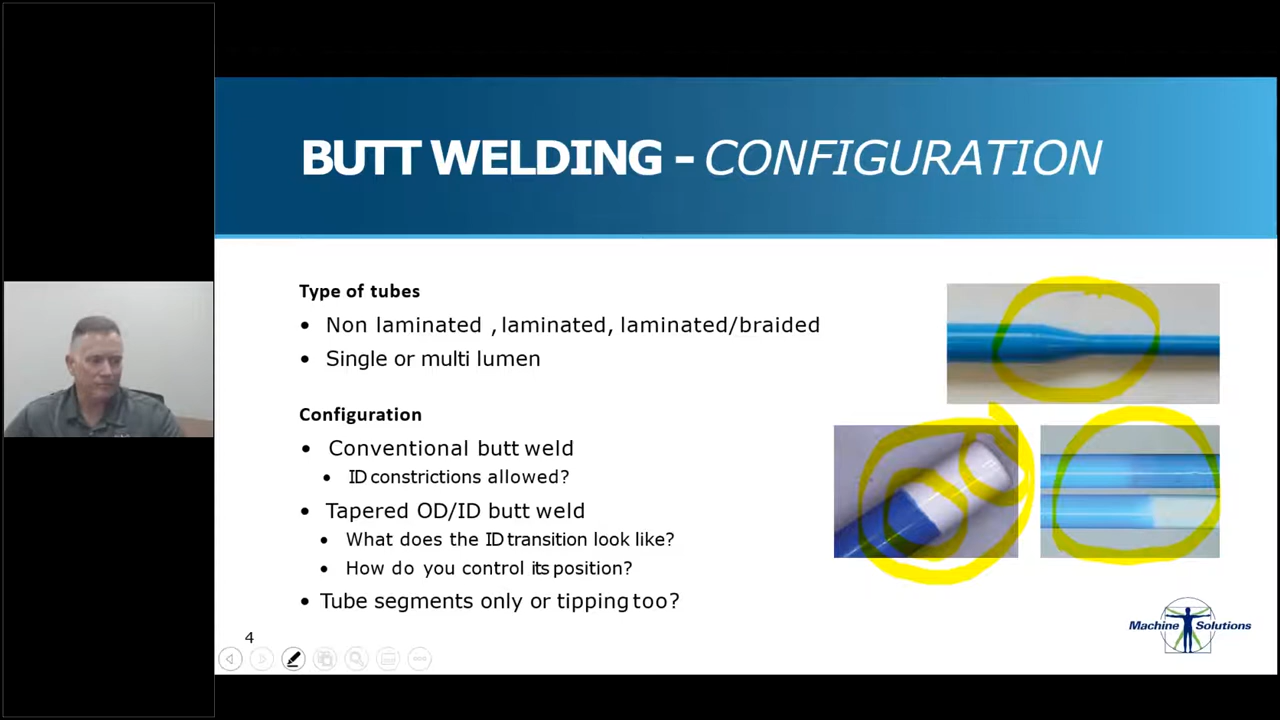 BUTT WELDING - CONFIGURATION
Type of tubes
• Non laminated , laminated, laminated/braided
• Single or multi lumen
Configuration
• Conventional butt weld
• ID constrictions allowed?
• Tapered OD/ID butt weld
• What does the ID transition look like?
• How do you control its position?
• Tube segments only or tipping too?
4
Machine Solutions